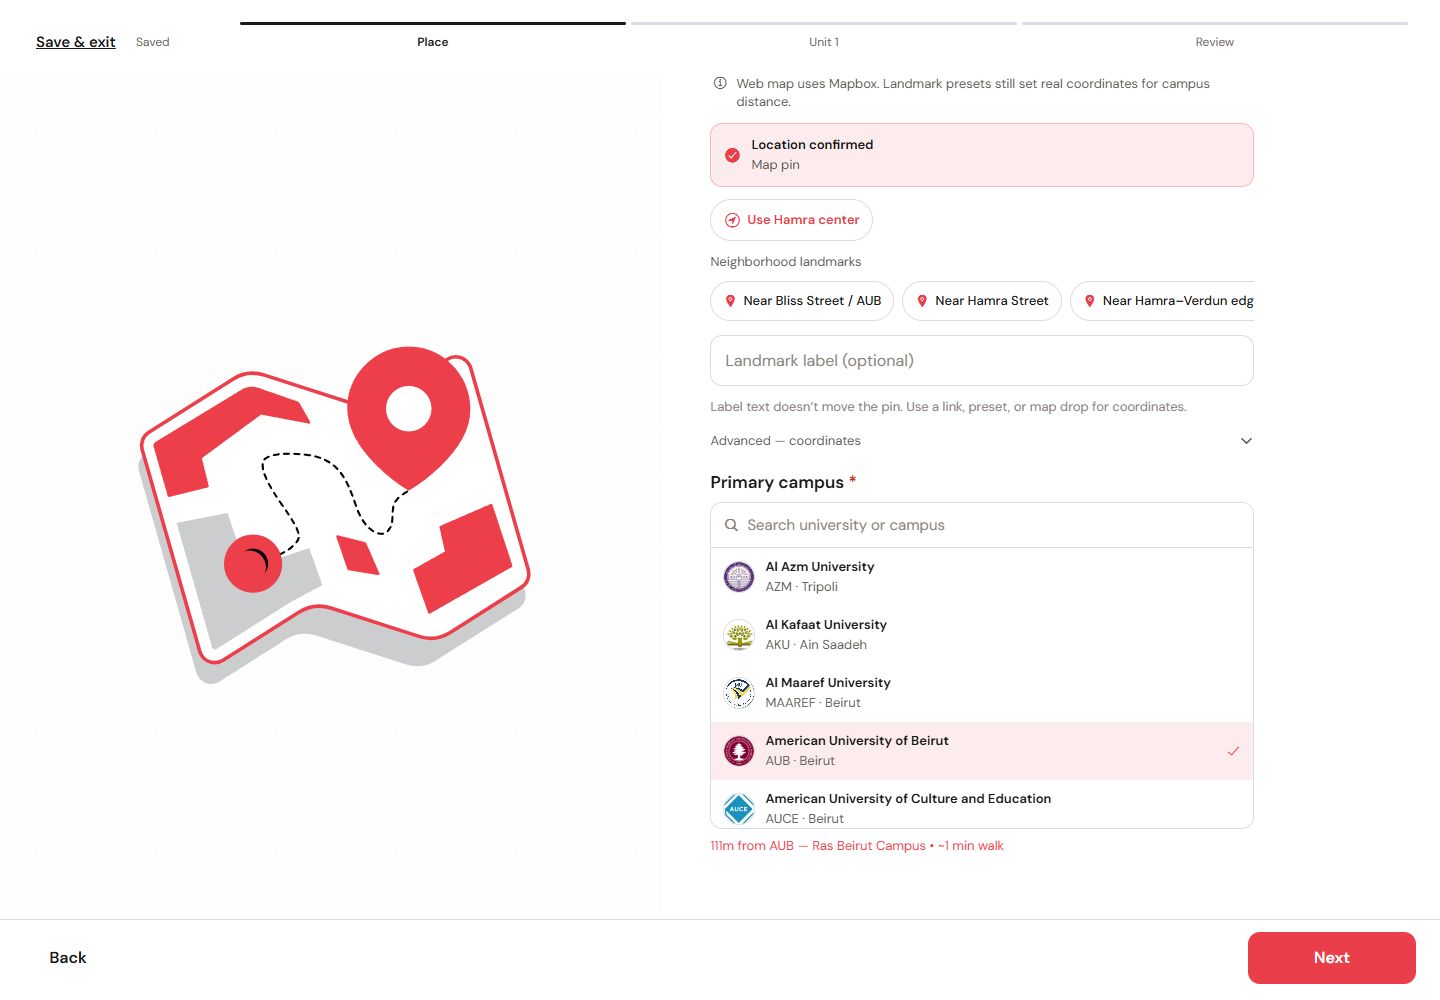 Save & exit
Saved
Place
Unit 1
Review
Web map uses Mapbox. Landmark presets still set real coordinates for campus
distance.
Location confirmed
Map pin
Use Hamra center
Neighborhood landmarks
Near Bliss Street / AUB
Near Hamra Street
Near Hamra–Verdun edg
Landmark label (optional)
Label text doesn’t move the pin. Use a link, preset, or map drop for coordinates.
Advanced — coordinates
Primary campus *
Search university or campus
Al Azm University
AZM · Tripoli
Al Kafaat University
AKU · Ain Saadeh
Al Maaref University
MAAREF · Beirut
American University of Beirut
AUB · Beirut
AUCE
American University of Culture and Education
AUCE · Beirut
111m from AUB — Ras Beirut Campus • ~1 min walk
Back
Next